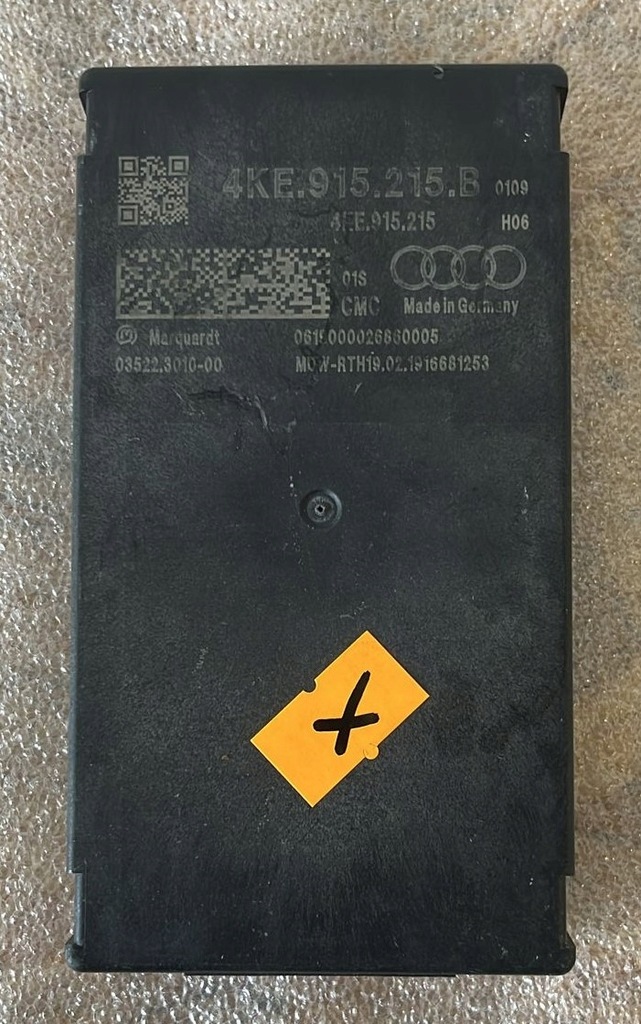 4KE.915.215.B 0109
4KE.915.215 H06
01S
CMC Made in Germany
Marquardt 0619000026660005
03522.3010-00 MQW-RTH19.02.1916681253
X